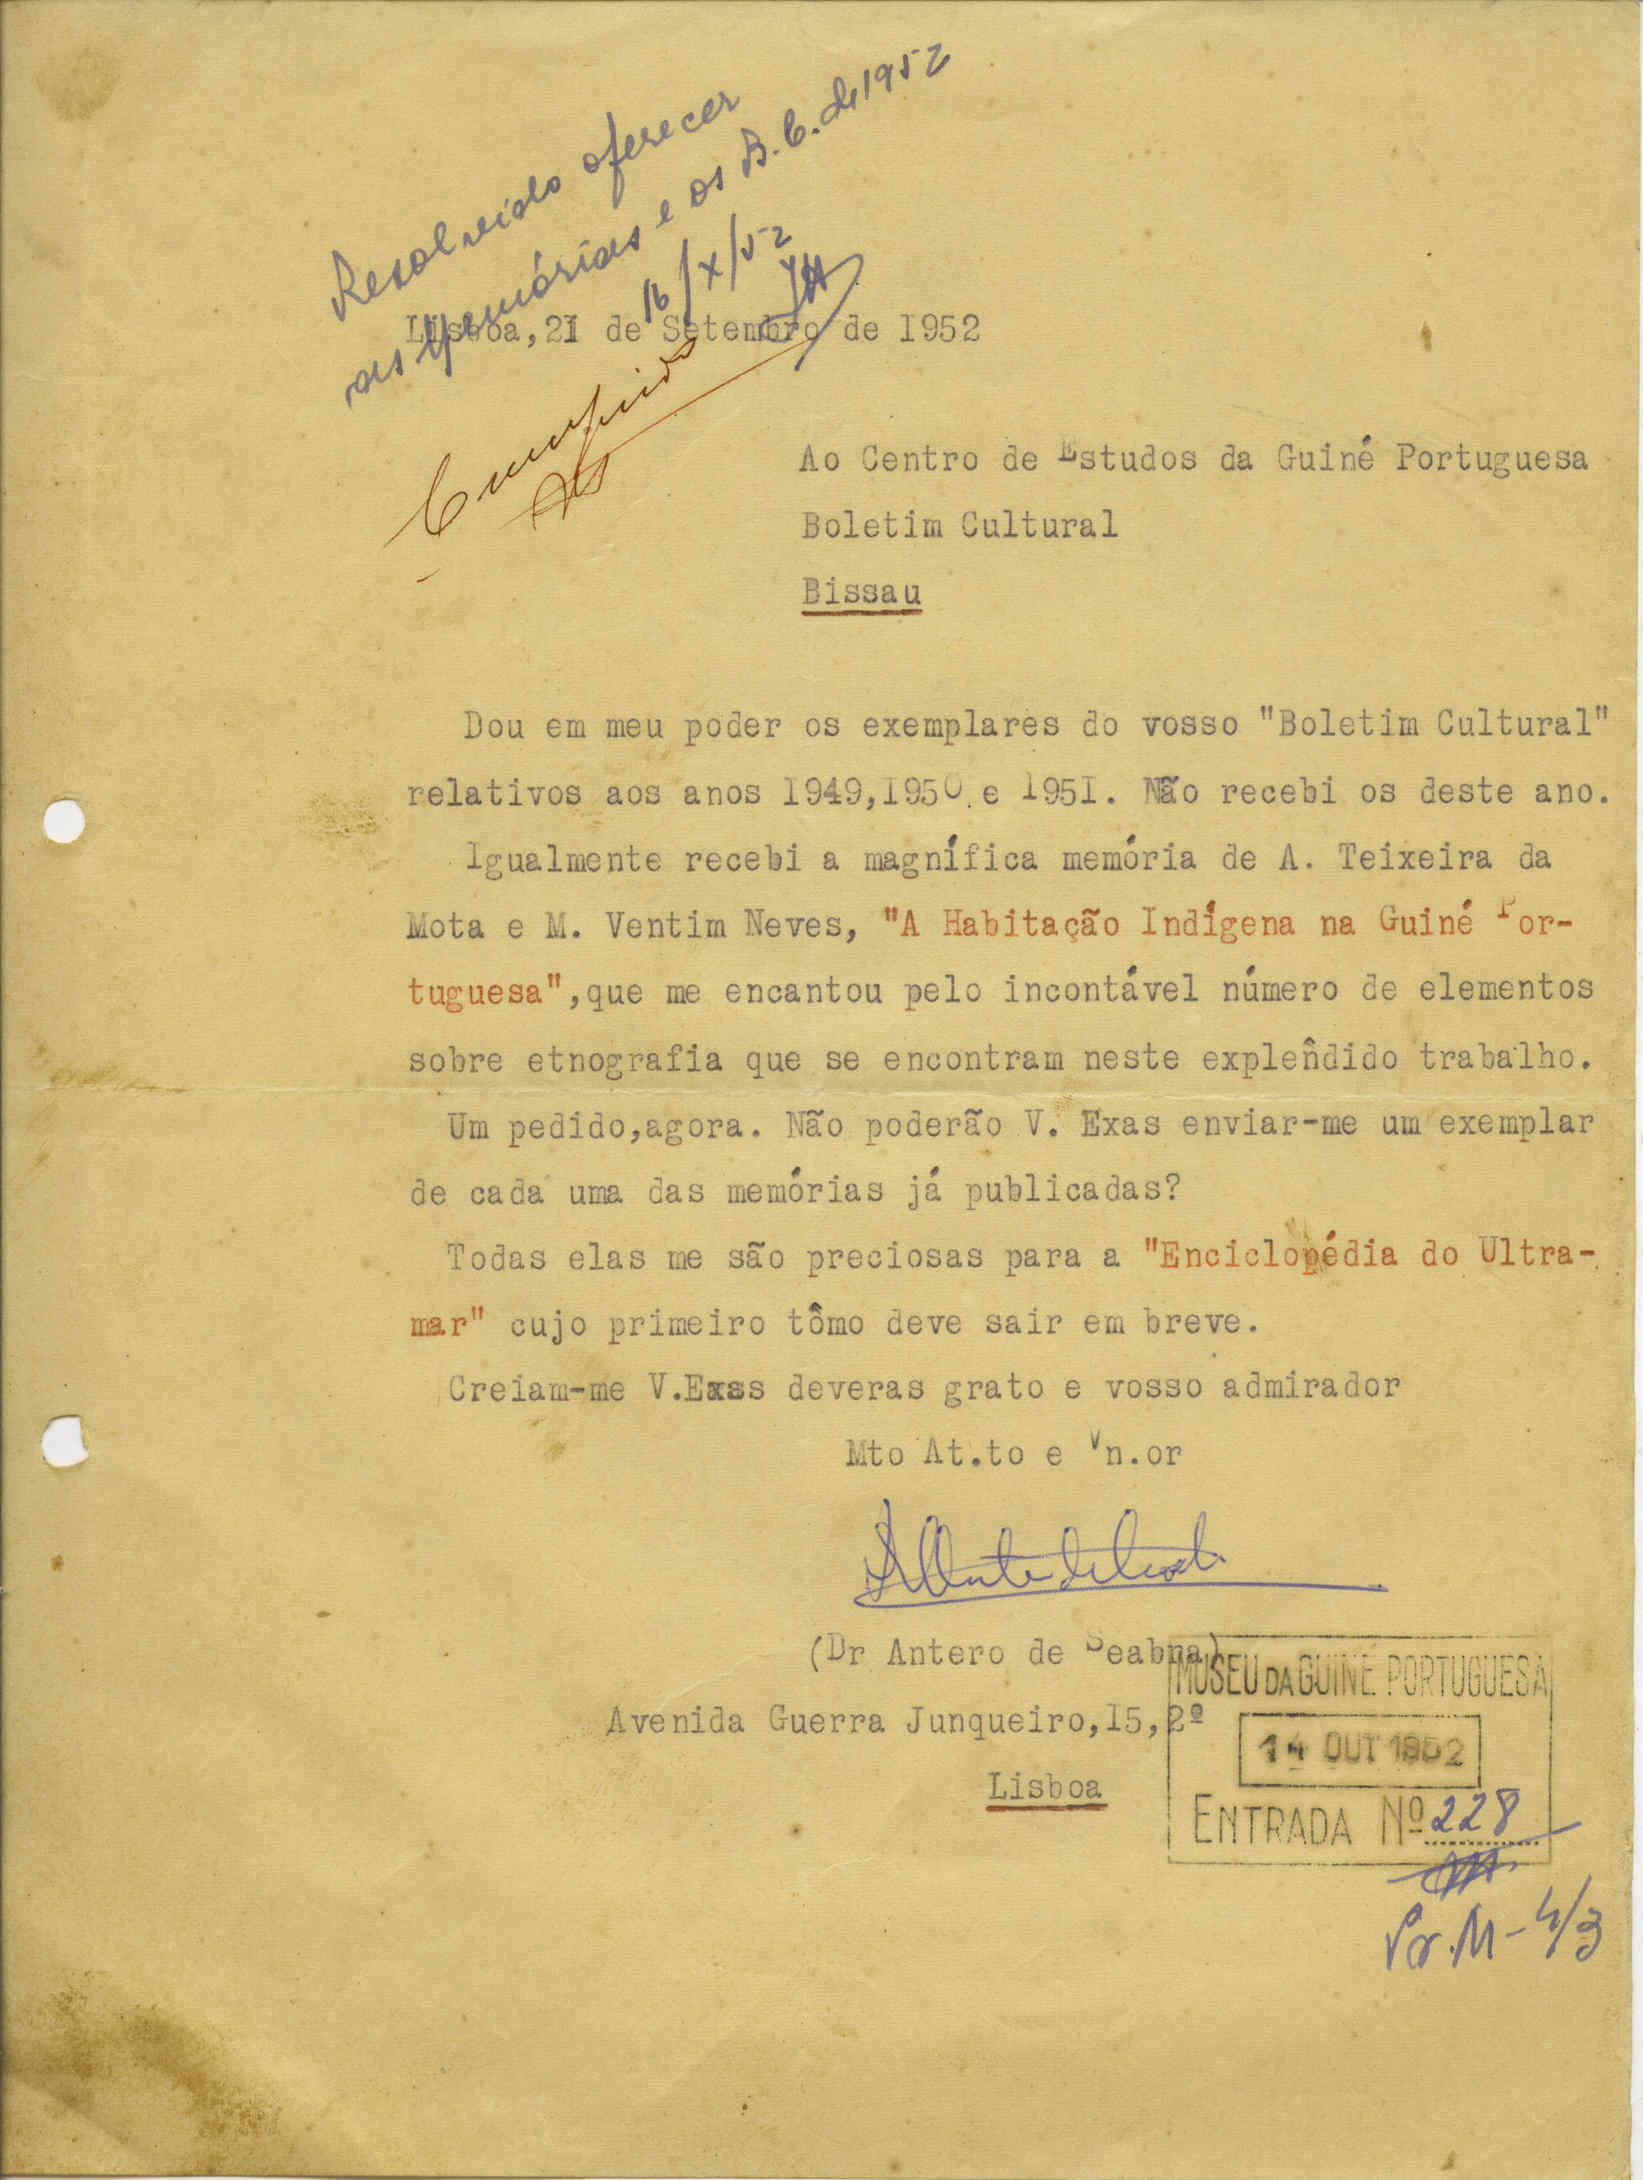 Resolvido oferecer
as Memórias e os B.C. de 1952
16/X/52
Lisboa,21 de Setembro de 1952
Cumprido
Ao Centro de Estudos da Guiné Portuguesa
Boletim Cultural
Bissau
Dou em meu poder os exemplares do vosso "Boletim Cultural"
relativos aos anos 1949,1950 e 1951. Não recebi os deste ano.
Igualmente recebi a magnífica memória de A. Teixeira da
Mota e M. Ventim Neves, "A Habitação Indígena na Guiné Por-
tuguesa",que me encantou pelo incontável número de elementos
sobre etnografia que se encontram neste explêndido trabalho.
Um pedido,agora. Não poderão V. Exas enviar-me um exemplar
de cada uma das memórias já publicadas?
Todas elas me são preciosas para a "Enciclopédia do Ultra-
mar" cujo primeiro tômo deve sair em breve.
Creiam-me V.Exas deveras grato e vosso admirador
Mto At.to e Vn.or
(Dr Antero de Seabra)
Avenida Guerra Junqueiro,15,2º
Lisboa
MUSEU DA GUINÉ PORTUGUESA
14 OUT 1952
ENTRADA Nº 228
Pr. M-4/3